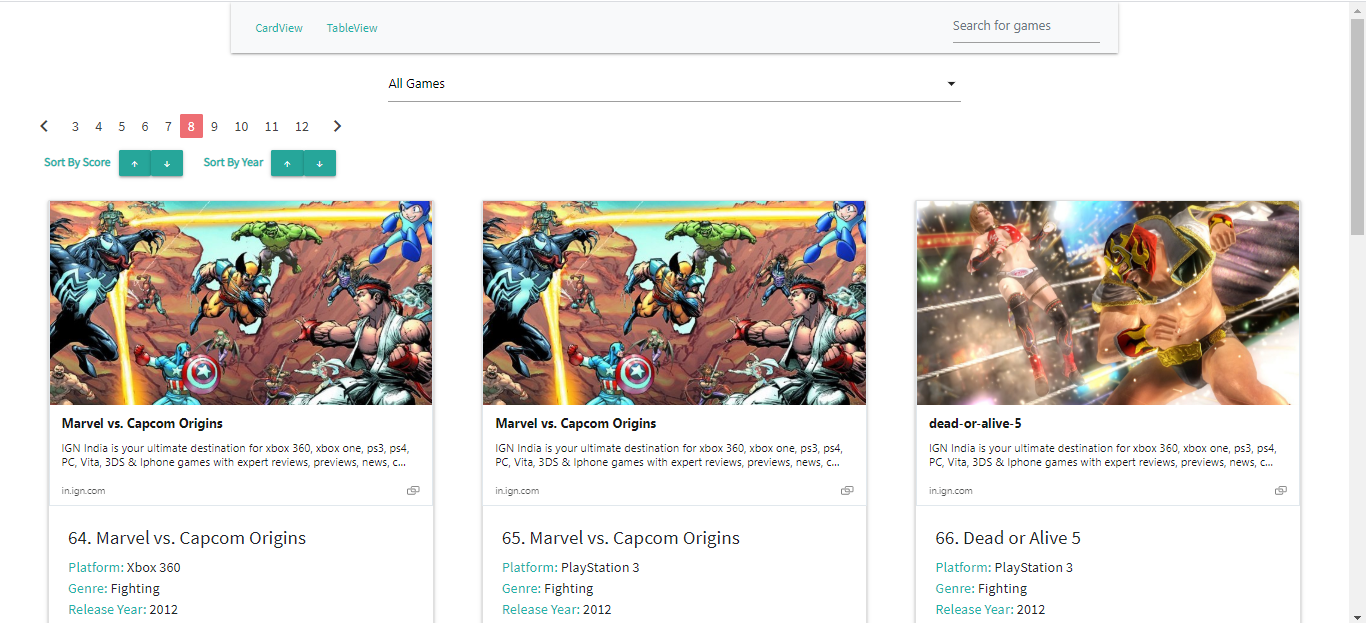 CardView TableView Search for games
All Games
3 4 5 6 7 8 9 10 11 12
Sort By Score Sort By Year
Marvel vs. Capcom Origins
IGN India is your ultimate destination for xbox 360, xbox one, ps3, ps4,
PC, Vita, 3DS & Iphone games with expert reviews, previews, news, c...
in.ign.com
64. Marvel vs. Capcom Origins
Platform: Xbox 360
Genre: Fighting
Release Year: 2012
Marvel vs. Capcom Origins
IGN India is your ultimate destination for xbox 360, xbox one, ps3, ps4,
PC, Vita, 3DS & Iphone games with expert reviews, previews, news, c...
in.ign.com
65. Marvel vs. Capcom Origins
Platform: PlayStation 3
Genre: Fighting
Release Year: 2012
dead-or-alive-5
IGN India is your ultimate destination for xbox 360, xbox one, ps3, ps4,
PC, Vita, 3DS & Iphone games with expert reviews, previews, news, c...
in.ign.com
66. Dead or Alive 5
Platform: PlayStation 3
Genre: Fighting
Release Year: 2012